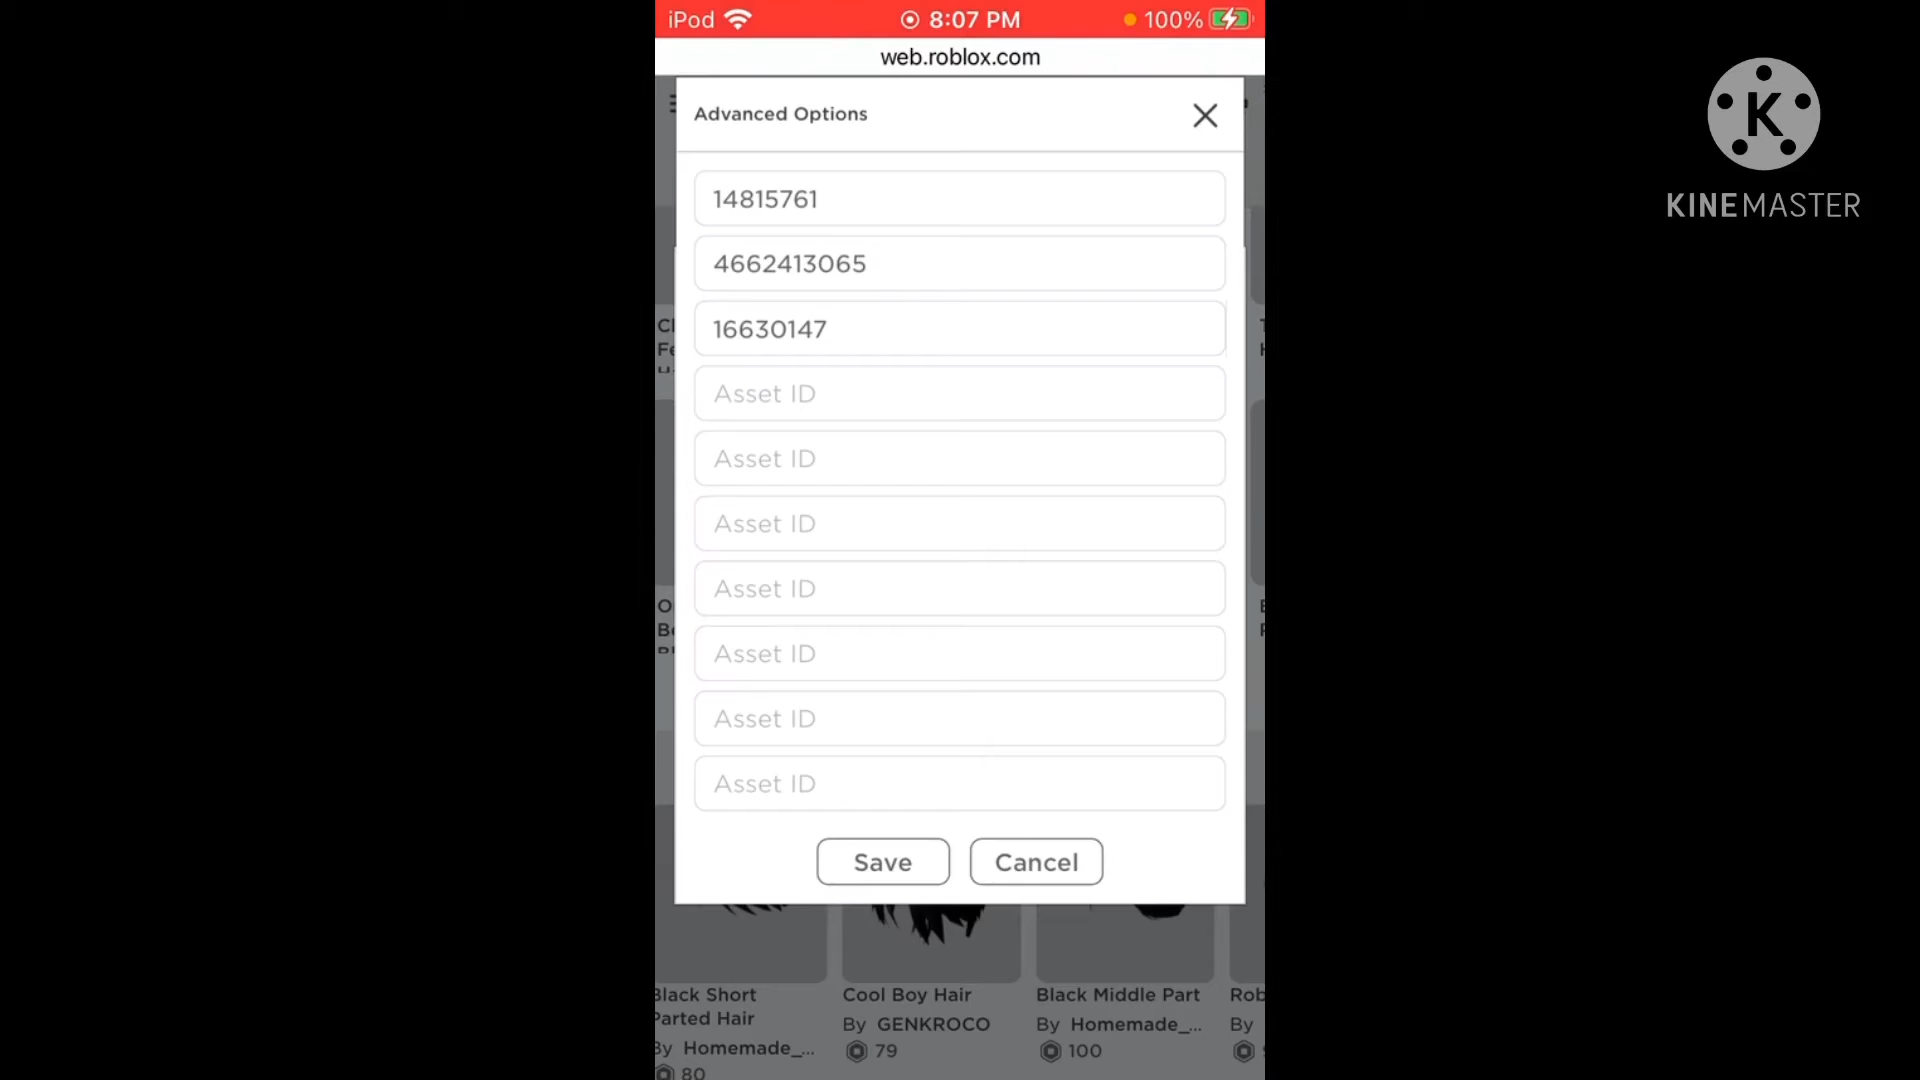 iPod 8:07 PM 100%
web.roblox.com
Advanced Options
14815761
4662413065
16630147
Asset ID
Asset ID
Asset ID
Asset ID
Asset ID
Asset ID
Asset ID
Save Cancel
Black Short
Parted Hair
By Homemade_...
80
Cool Boy Hair
By GENKROCO
79
Black Middle Part
By Homemade_...
100
Rob
By
K
KINEMASTER